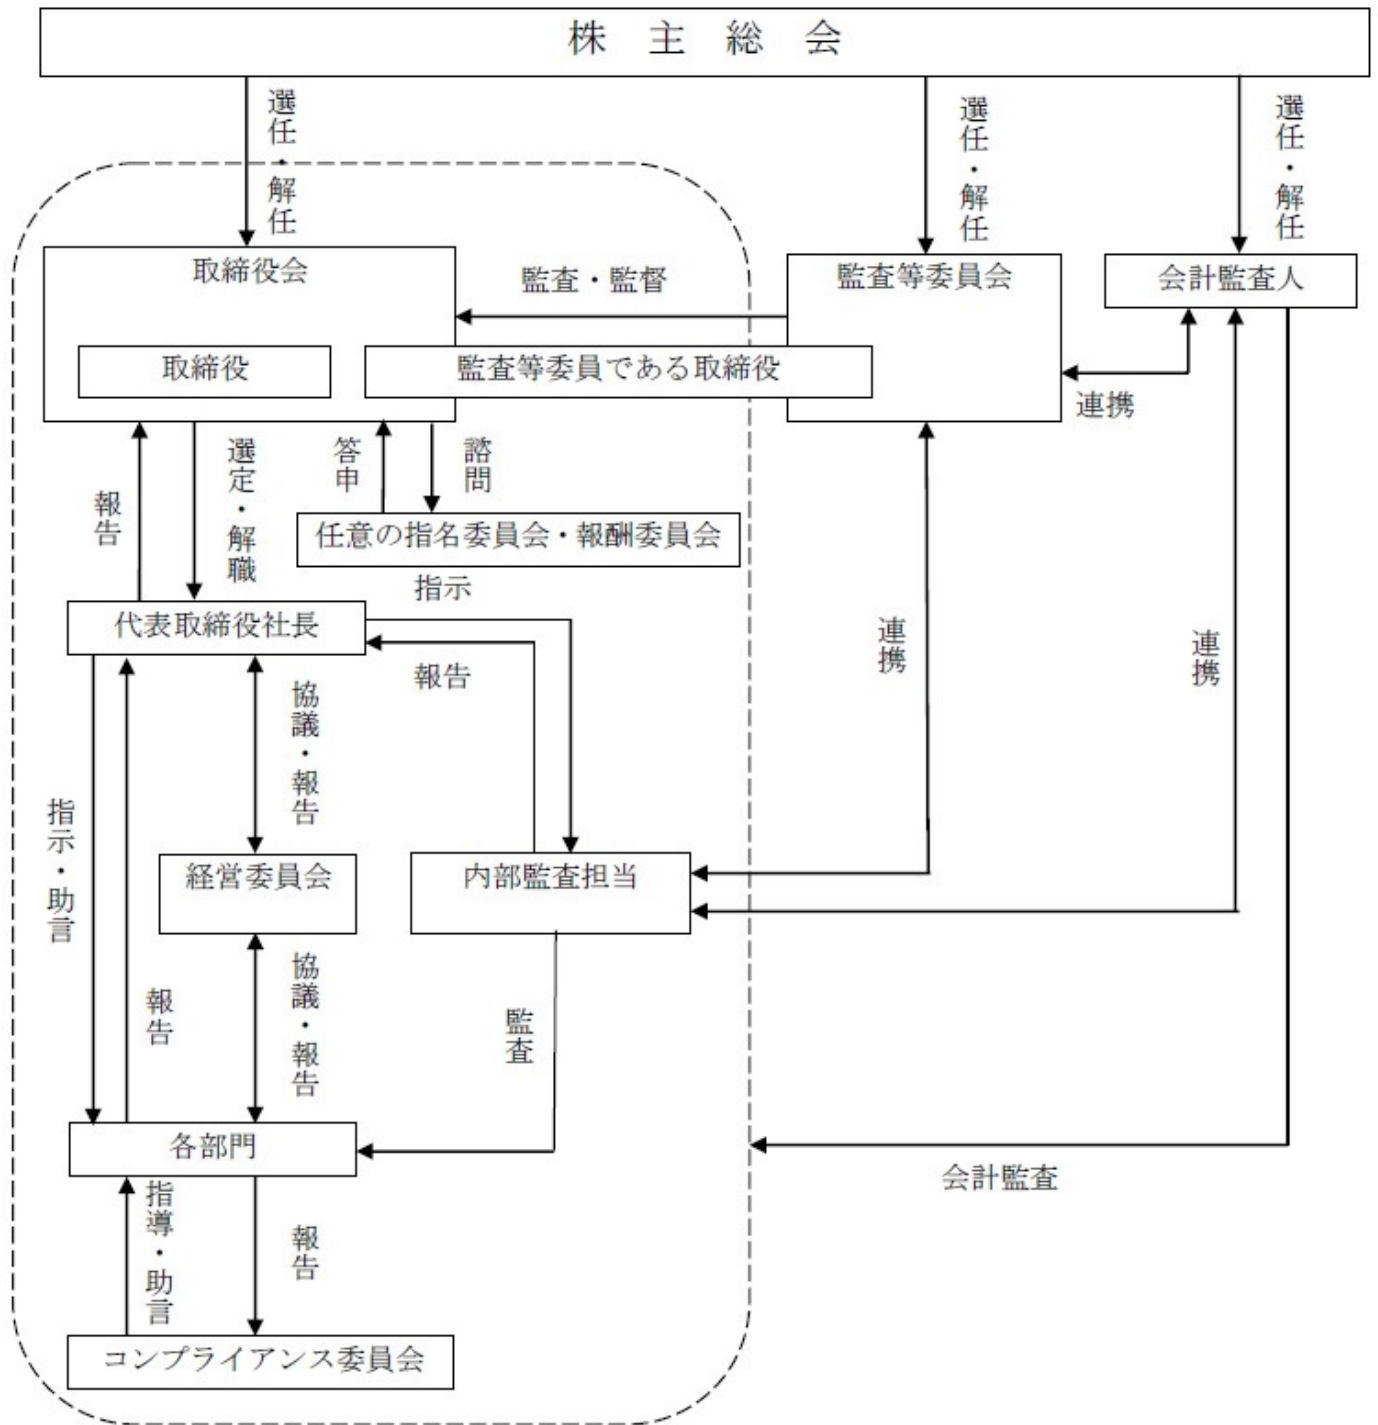 株主総会
選任・解任
選任・解任
選任・解任
取締役会
監査・監督
監査等委員会
会計監査人
取締役
監査等委員である取締役
連携
報告
選定・解職
答申
諮問
任意の指名委員会・報酬委員会
指示
代表取締役社長
報告
連携
連携
協議・報告
指示・助言
経営委員会
内部監査担当
報告
協議・報告
監査
各部門
会計監査
指導・助言
報告
コンプライアンス委員会